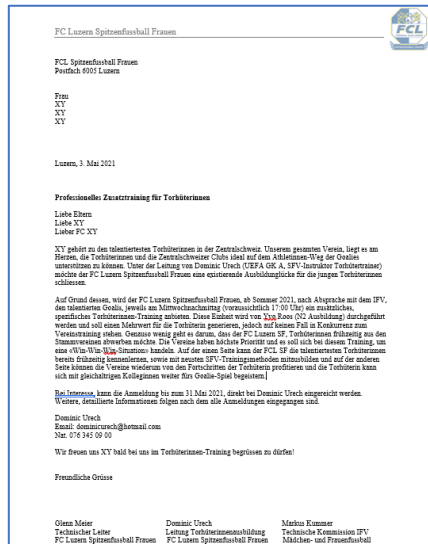 FC Luzern Spitzenfussball Frauen
FCL
FCL Spitzenfussball Frauen
Postfach 6005 Luzern
Frau
XY
XY
XY
Luzern, 3. Mai 2021
Professionelles Zusatztraining für Torhüterinnen
Liebe Eltern
Liebe XY
Lieber FC XY
XY gehört zu den talentiertesten Torhüterinnen in der Zentralschweiz. Unserem gesamten Verein, liegt es am
Herzen, die Torhüterinnen und die Zentralschweizer Clubs ideal auf dem Athletinnen-Weg der Goalies
unterstützen zu können. Unter der Leitung von Dominic Urech (UEFA GK A, SFV-Instruktor Torhütertrainer)
möchte der FC Luzern Spitzenfussball Frauen eine existierende Ausbildunglücke für die jungen Torhüterinnen
schliessen.
Auf Grund dessen, wird der FC Luzern Spitzenfussball Frauen, ab Sommer 2021, nach Absprache mit dem IFV,
den talentierten Goalis, jeweils am Mittwochnachmittag (voraussichtlich 17:00 Uhr) ein zusätzliches,
spezifisches Torhüterinnen-Training anbieten. Diese Einheit wird von Roos (N2 Ausbildung) durchgeführt
werden und soll einen Mehrwert für die Torhüterin generieren, jedoch auf keinen Fall in Konkurrenz zum
Vereinstraining stehen. Genauso wenig geht es darum, dass der FC Luzern SF, Torhüterinnen frühzeitig aus den
Stammvereinen abwerben möchte. Die Vereine haben höchste Priorität und es soll sich bei diesem Training, um
eine «Win-Win-Win-Situation» handeln. Auf der einen Seite kann der FCL SF die talentiertesten Torhüterinnen
bereits frühzeitig kennenlernen, sowie mit neusten SFV-Trainingsmethoden mitausbilden und auf der anderen
Seite können die Vereine wiederum von den Fortschritten der Torhüterin profitieren und die Torhüterin kann
sich mit gleichaltrigen Kolleginnen weiter fürs Goalie-Spiel begeistern.
Bei Interesse, kann die Anmeldung bis zum 31.Mai 2021, direkt bei Dominic Urech eingereicht werden.
Weitere, detaillierte Informationen folgen nach dem alle Anmeldungen eingegangen sind.
Dominic Urech
Email: dominicurech@hotmail.com
Nat. 076 345 09 00
Wir freuen uns XY bald bei uns im Torhüterinnen-Training begrüssen zu dürfen!
Freundliche Grüsse
Glenn Meier Dominic Urech Markus Kummer
Technischer Leiter Leitung Torhüterinnenausbildung Technische Kommission IFV
FC Luzern Spitzenfussball Frauen FC Luzern Spitzenfussball Frauen Mädchen- und Frauenfussball